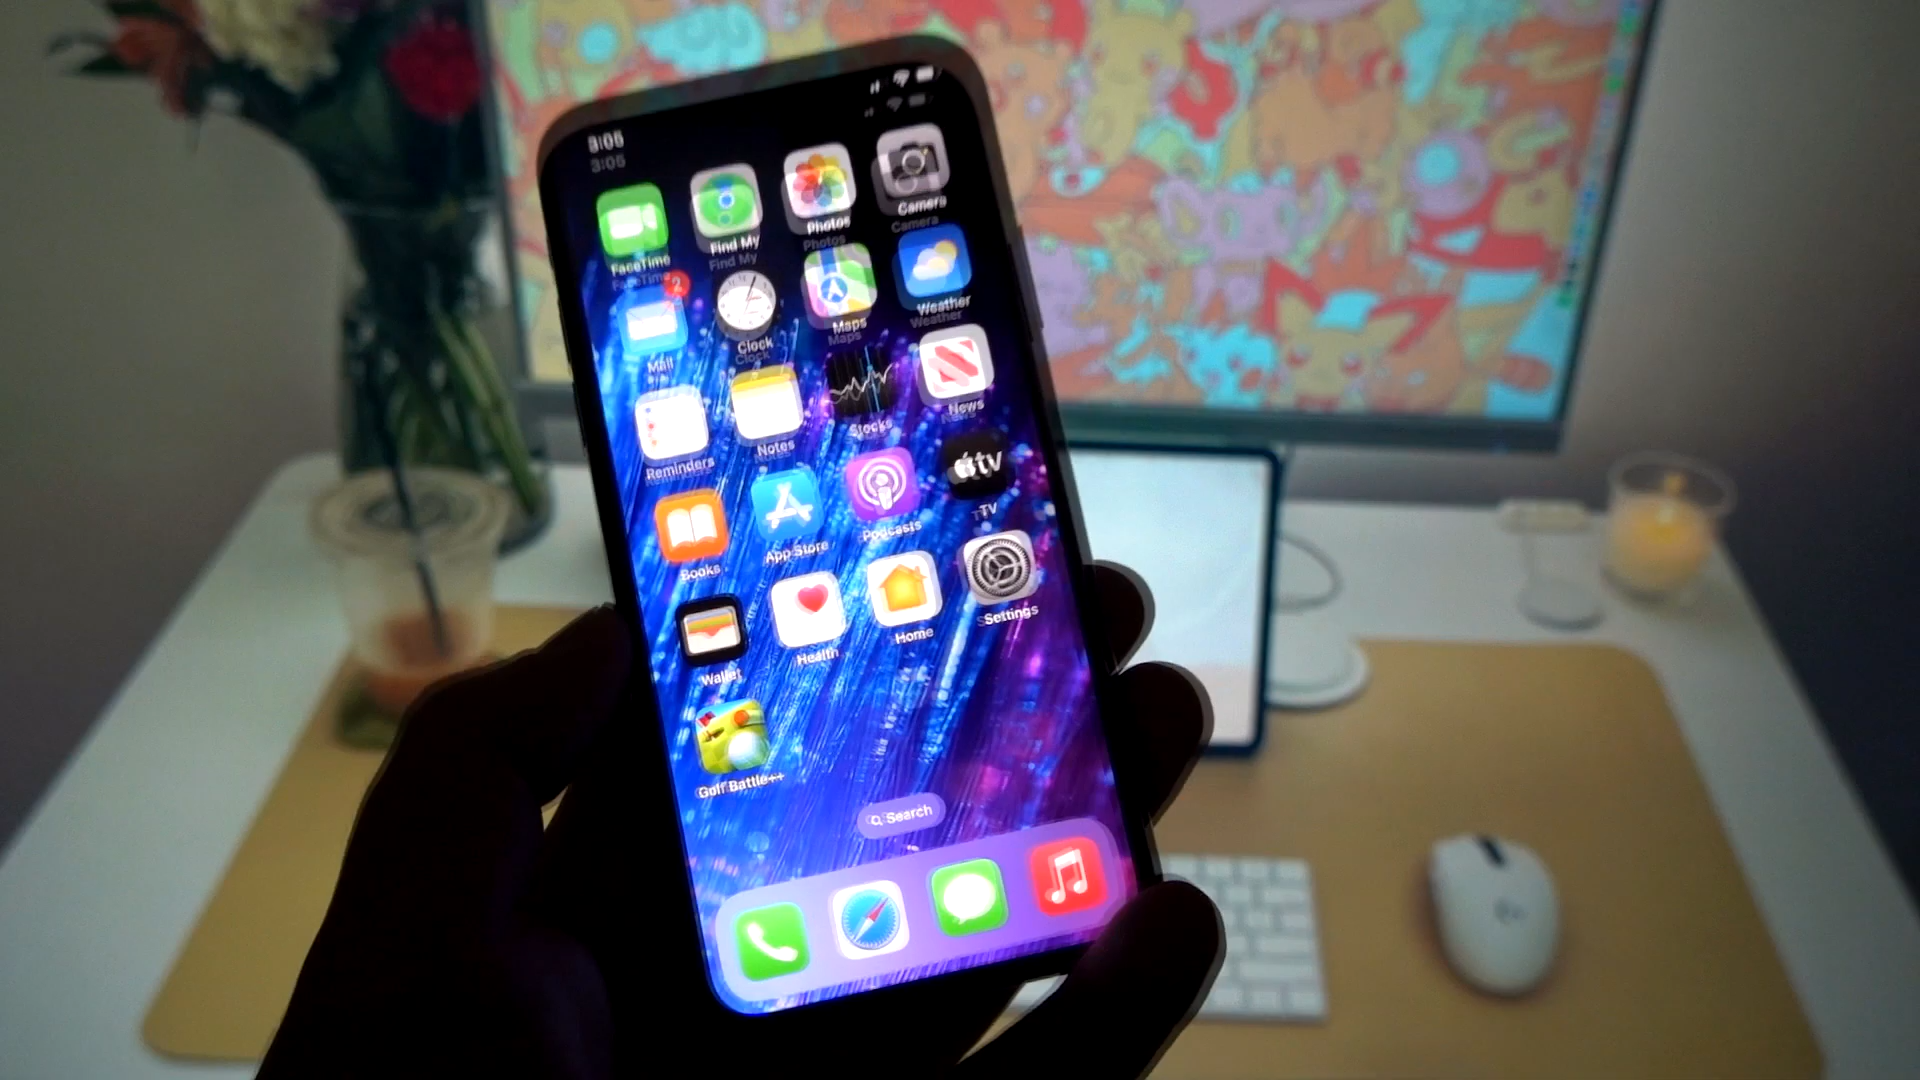 3:05
FaceTime
Find My
Photos
Camera
2
Mail
Clock
Maps
Weather
Reminders
Notes
Stocks
News
Books
App Store
Podcasts
tv
TV
Wallet
Health
Home
Settings
Golf Battle++
Search